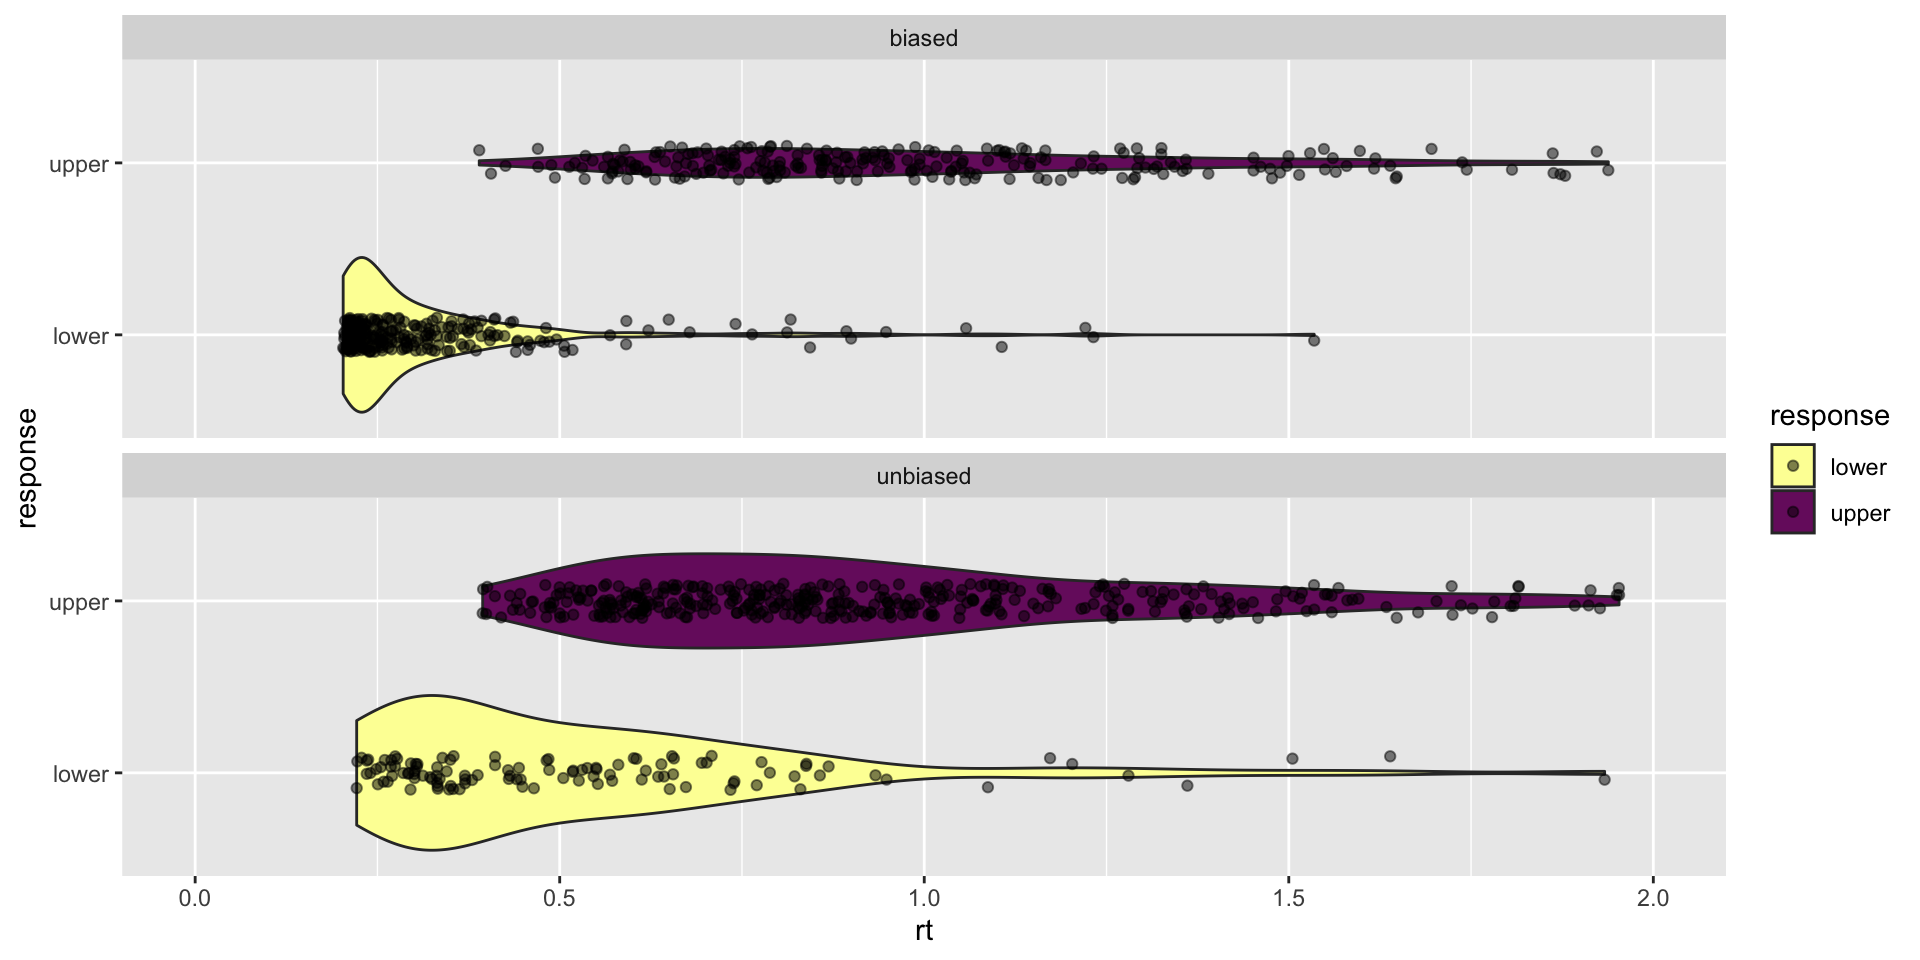 biased
upper
lower
response
unbiased
upper
lower
0.0 0.5 1.0 1.5 2.0
rt
response
lower
upper